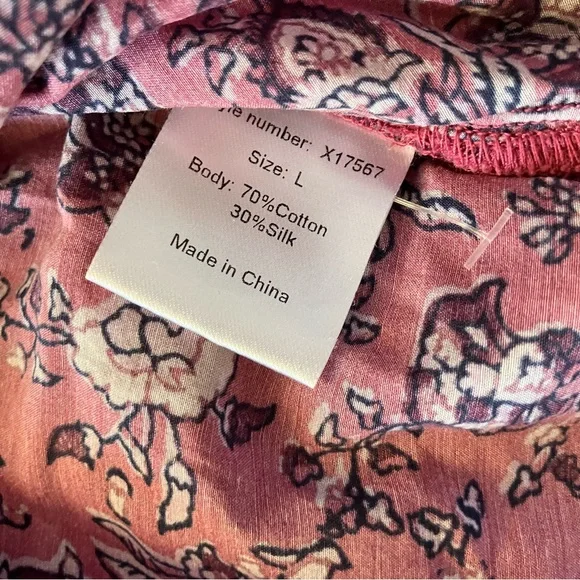 number: X17567
Size: L
Body: 70%Cotton
30%Silk
Made in China